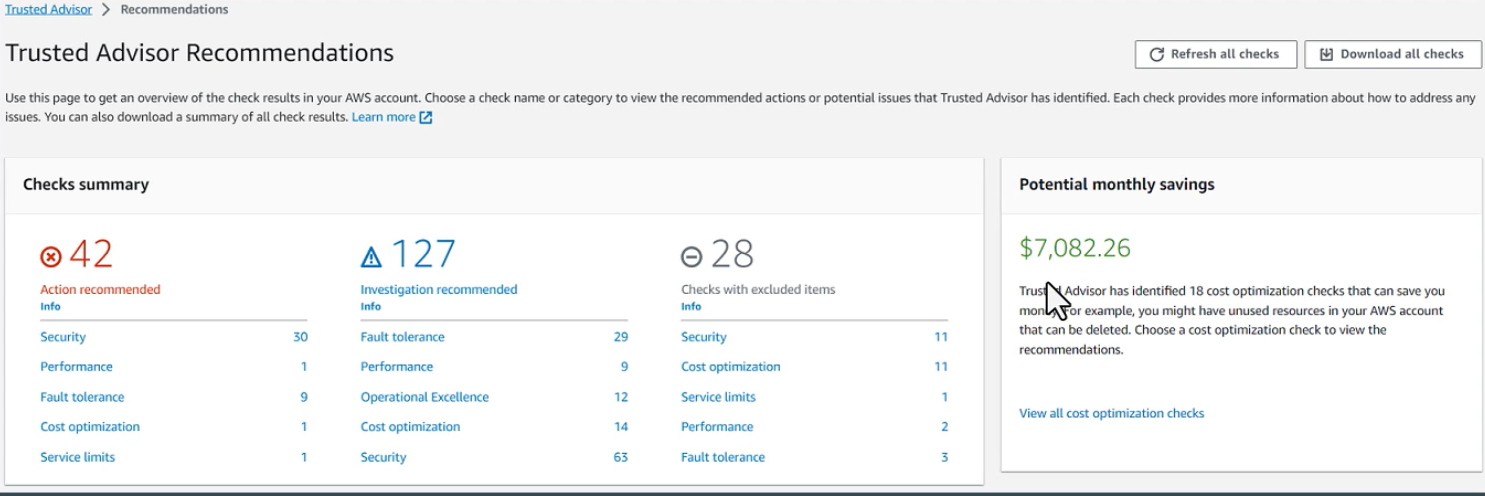 Trusted Advisor > Recommendations
Trusted Advisor Recommendations
Refresh all checks
Download all checks
Use this page to get an overview of the check results in your AWS account. Choose a check name or category to view the recommended actions or potential issues that Trusted Advisor has identified. Each check provides more information about how to address any
issues. You can also download a summary of all check results. Learn more
Checks summary
42
Action recommended
Info
Security 30
Performance 1
Fault tolerance 9
Cost optimization 1
Service limits 1
127
Investigation recommended
Info
Fault tolerance 29
Performance 9
Operational Excellence 12
Cost optimization 14
Security 63
28
Checks with excluded items
Info
Security 11
Cost optimization 11
Service limits 1
Performance 2
Fault tolerance 3
Potential monthly savings
$7,082.26
Trusted Advisor has identified 18 cost optimization checks that can save you
money. For example, you might have unused resources in your AWS account
that can be deleted. Choose a cost optimization check to view the
recommendations.
View all cost optimization checks